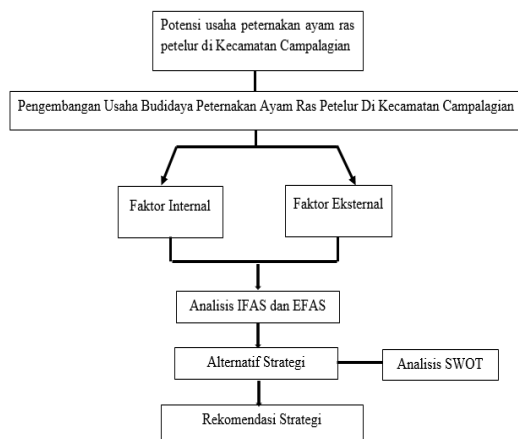 Potensi usaha peternakan ayam ras
petelur di Kecamatan Campalagian
Pengembangan Usaha Budidaya Peternakan Ayam Ras Petelur Di Kecamatan Campalagian
Faktor Internal
Faktor Eksternal
Analisis IFAS dan EFAS
Alternatif Strategi
Analisis SWOT
Rekomendasi Strategi